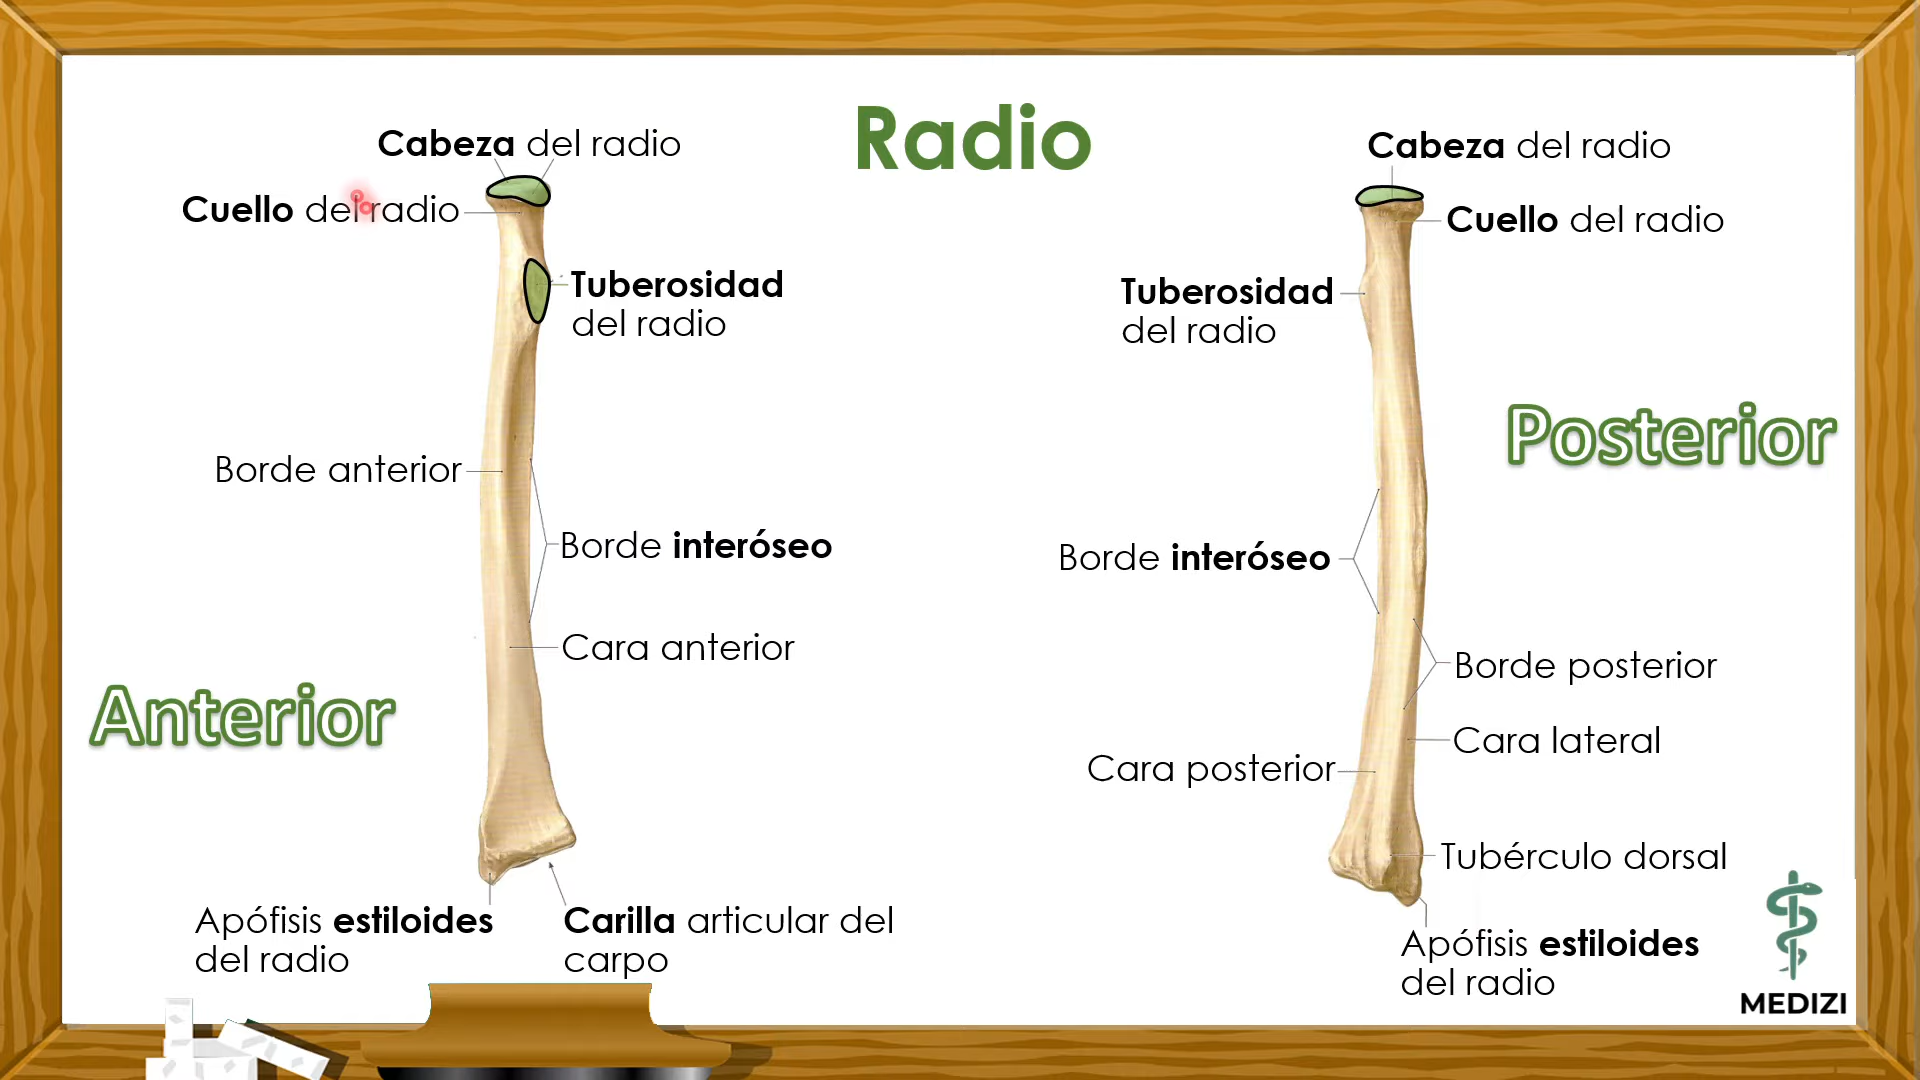 Radio
Cabeza del radio
Cuello del radio
Tuberosidad
del radio
Borde anterior
Borde interóseo
Cara anterior
Anterior
Apófisis estiloides
del radio
Carilla articular del
carpo
Cabeza del radio
Cuello del radio
Tuberosidad
del radio
Posterior
Borde interóseo
Borde posterior
Cara lateral
Cara posterior
Tubérculo dorsal
Apófisis estiloides
del radio
MEDIZI